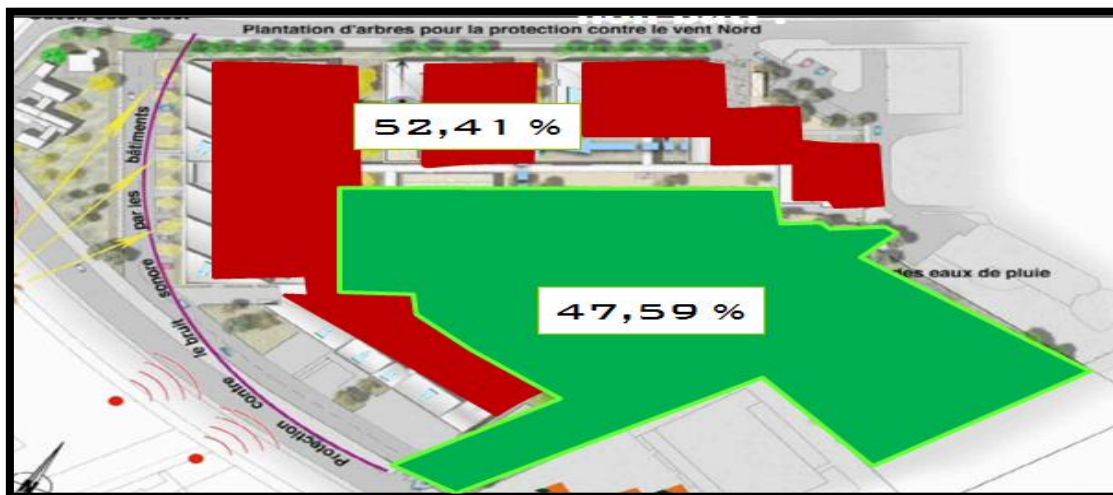 Plantation d'arbres pour la protection contre le vent Nord
52,41 %
bâtiments
par les
sonore
le bruit
contre
Protection
des eaux de pluie
47,59 %